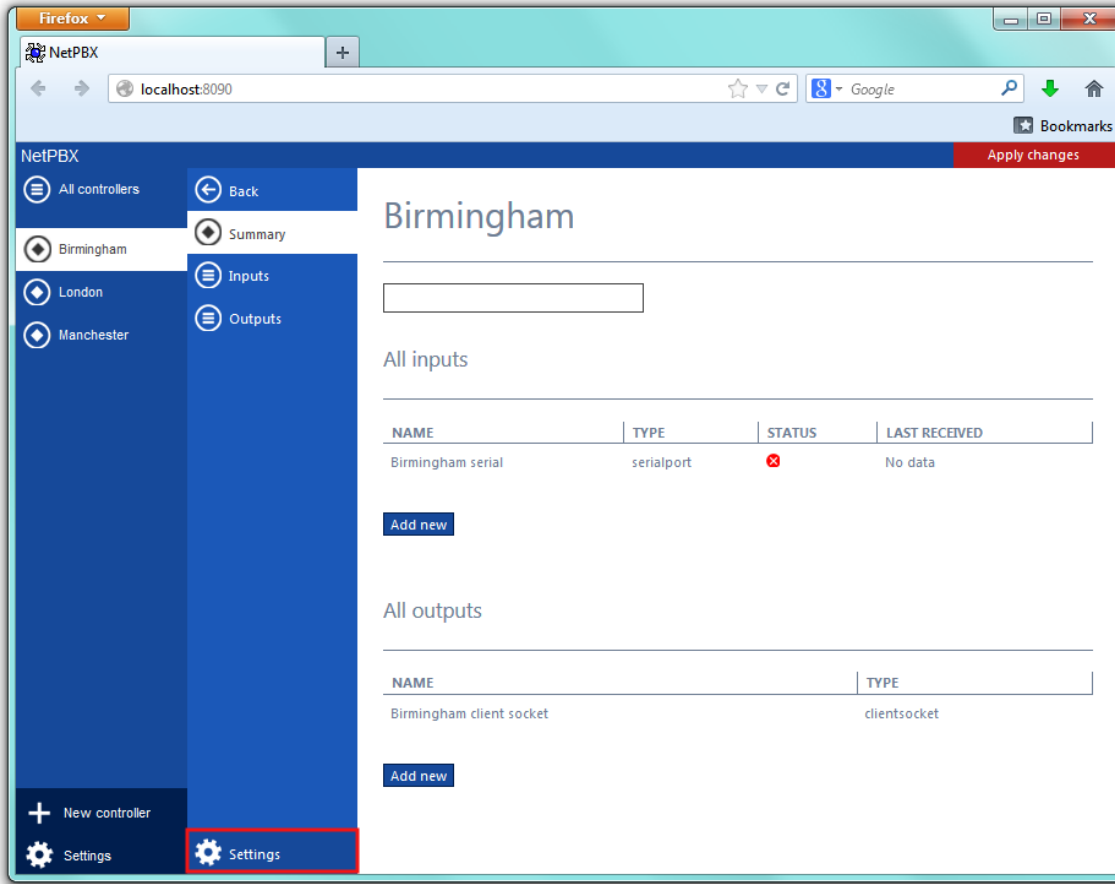 Firefox
NetPBX
localhost:8090
Google
Bookmarks
NetPBX
Apply changes
All controllers
Birmingham
London
Manchester
New controller
Settings
Back
Summary
Inputs
Outputs
Settings
Birmingham
All inputs
NAME TYPE STATUS LAST RECEIVED
Birmingham serial serialport No data
Add new
All outputs
NAME TYPE
Birmingham client socket clientsocket
Add new